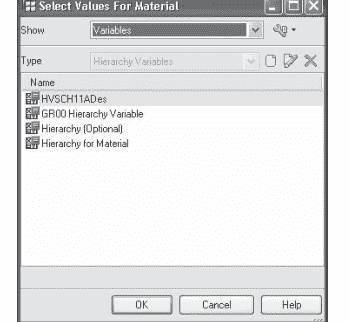 Select Values For Material
Show Variables
Type Hierarchy Variables
Name
HVSCH11ADes
GR00 Hierarchy Variable
Hierarchy (Optional)
Hierarchy for Material
OK Cancel Help